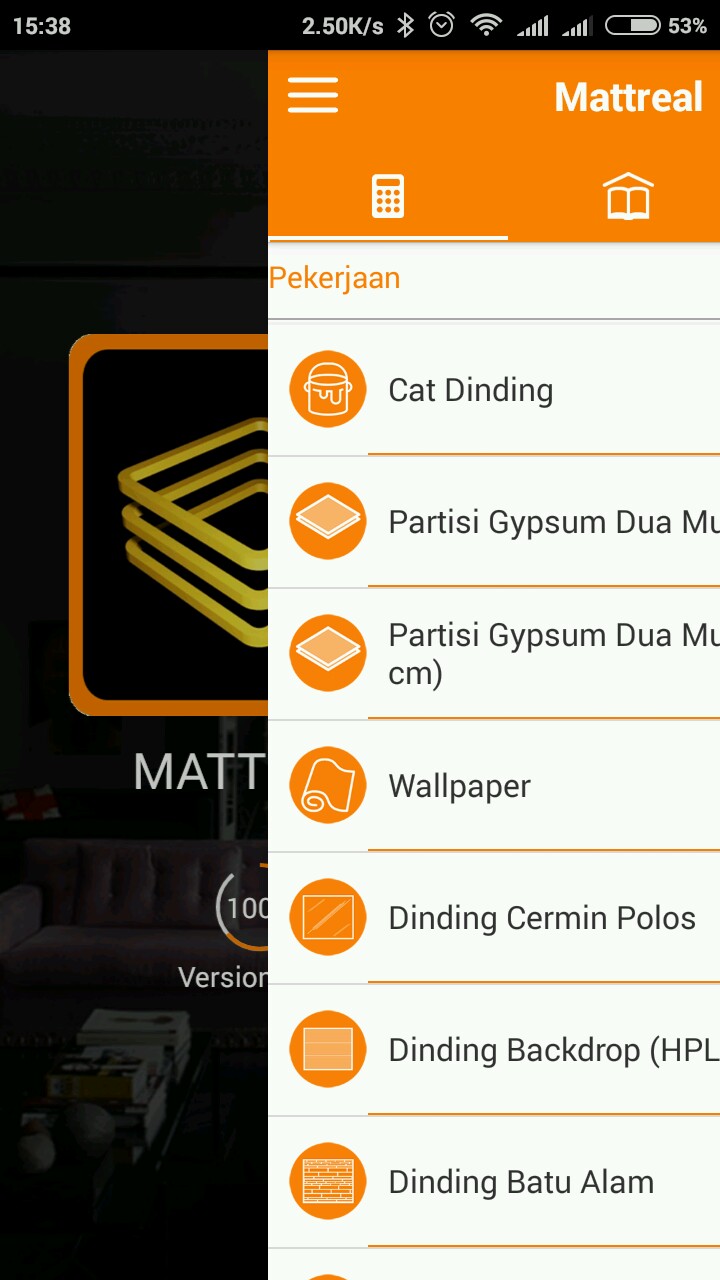 15:38
2.50K/s
53%
Mattreal
Pekerjaan
Cat Dinding
Partisi Gypsum Dua Mu
Partisi Gypsum Dua Mu
cm)
Wallpaper
Dinding Cermin Polos
Dinding Backdrop (HPL
Dinding Batu Alam
MATT
100
Version